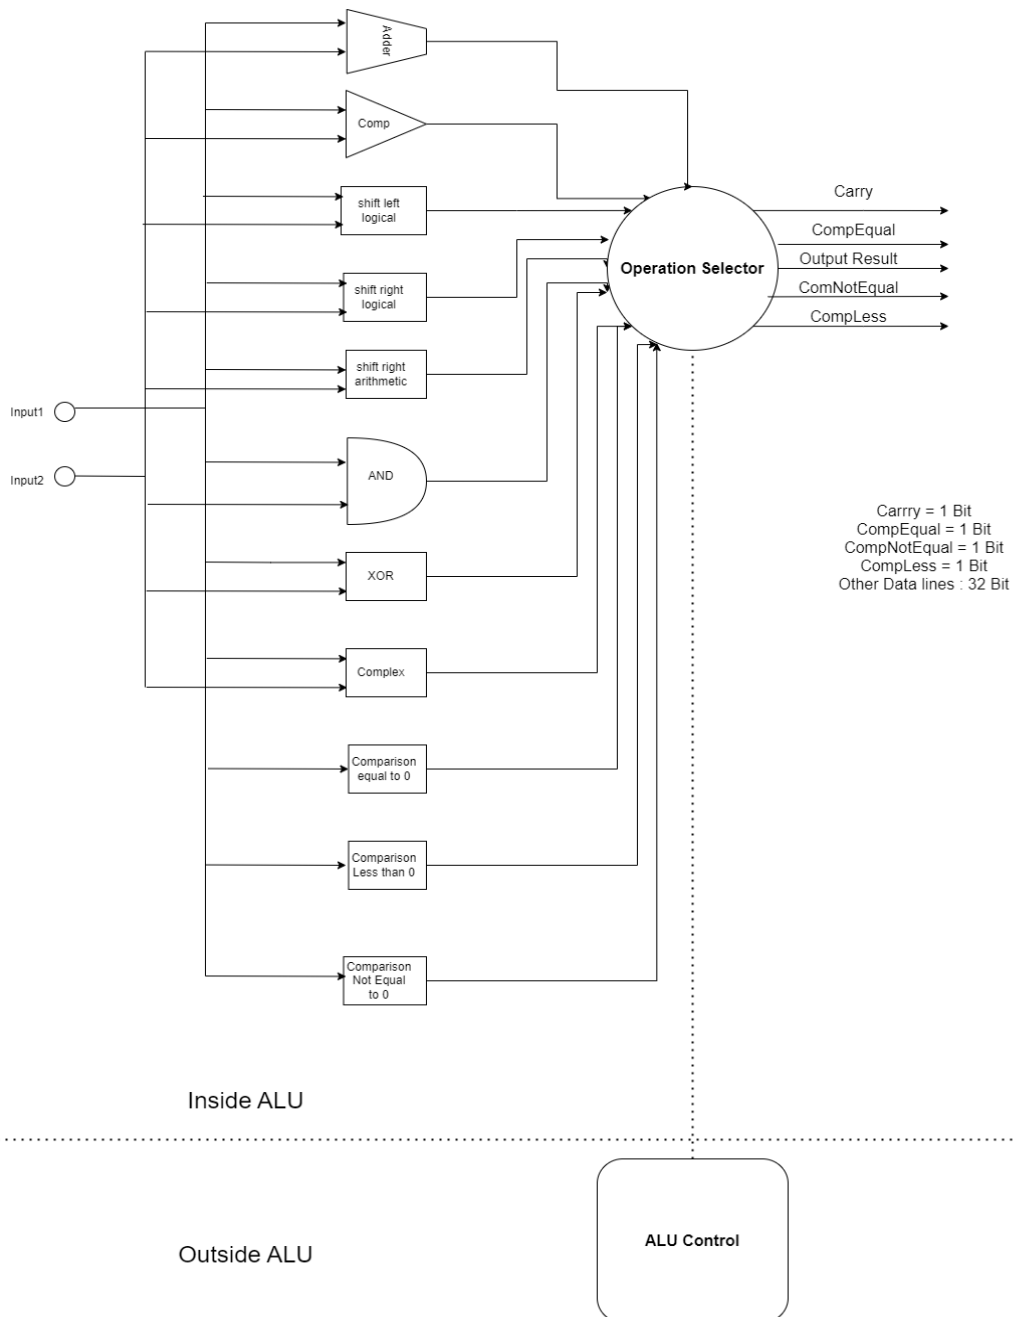 Adder
Comp
shift left
logical
shift right
logical
shift right
arithmetic
Input1
Input2
AND
XOR
Complex
Comparison
equal to 0
Comparison
Less than 0
Comparison
Not Equal
to 0
Operation Selector
Carry
CompEqual
Output Result
ComNotEqual
CompLess
Carrry = 1 Bit
CompEqual = 1 Bit
CompNotEqual = 1 Bit
CompLess = 1 Bit
Other Data lines : 32 Bit
Inside ALU
Outside ALU
ALU Control